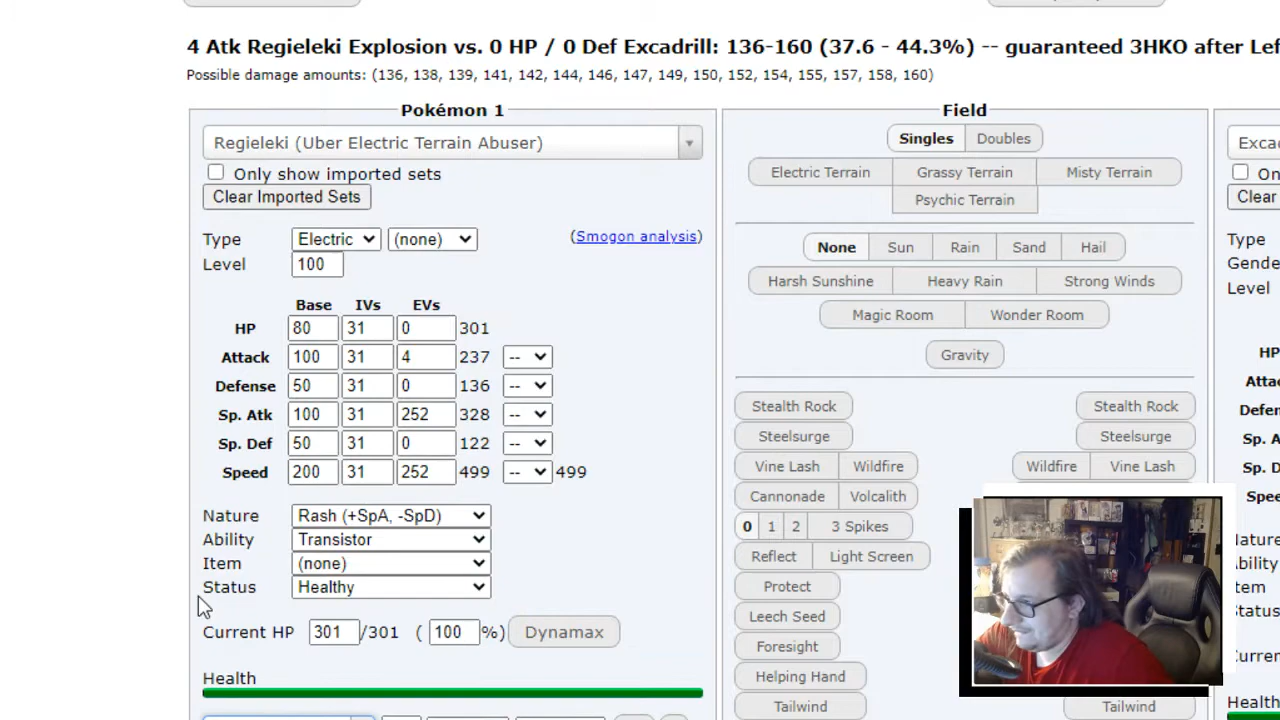 4 Atk Regieleki Explosion vs. 0 HP / 0 Def Excadrill: 136-160 (37.6 - 44.3%) -- guaranteed 3HKO after Lef
Possible damage amounts: (136, 138, 139, 141, 142, 144, 146, 147, 149, 150, 152, 154, 155, 157, 158, 160)
Pokémon 1
Regieleki (Uber Electric Terrain Abuser)
Only show imported sets
Clear Imported Sets
Type Electric (none) (Smogon analysis)
Level 100
Base IVs EVs
HP 80 31 0 301
Attack 100 31 4 237 --
Defense 50 31 0 136 --
Sp. Atk 100 31 252 328 --
Sp. Def 50 31 0 122 --
Speed 200 31 252 499 -- 499
Nature Rash (+SpA, -SpD)
Ability Transistor
Item (none)
Status Healthy
Current HP 301 /301 ( 100 %) Dynamax
Health
Field
Singles Doubles
Electric Terrain Grassy Terrain Misty Terrain
Psychic Terrain
None Sun Rain Sand Hail
Harsh Sunshine Heavy Rain Strong Winds
Magic Room Wonder Room
Gravity
Stealth Rock Stealth Rock
Steelsurge Steelsurge
Vine Lash Wildfire Wildfire Vine Lash
Cannonade Volcalith
0 1 2 3 Spikes
Reflect Light Screen
Protect
Leech Seed
Foresight
Helping Hand
Tailwind Tailwind
Exca
On
Clear
Type
Gende
Level
HP
Attac
Defen
Sp. A
Sp. D
Spee
Nature
Ability
Item
Status
Curren
Health